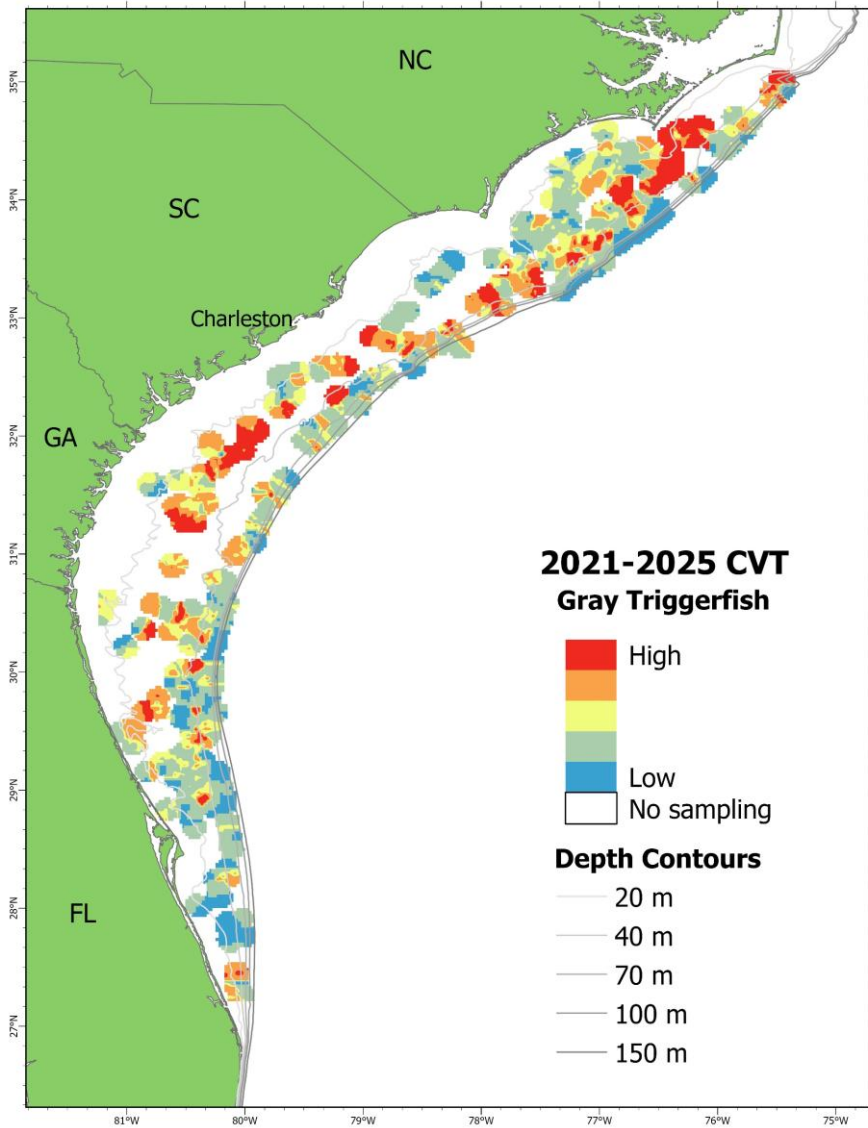 NC
SC
Charleston
GA
FL
2021-2025 CVT
Gray Triggerfish
High
Low
No sampling
Depth Contours
20 m
40 m
70 m
100 m
150 m
35°N
34°N
33°N
32°N
31°N
30°N
29°N
28°N
27°N
81°W
80°W
79°W
78°W
77°W
76°W
75°W